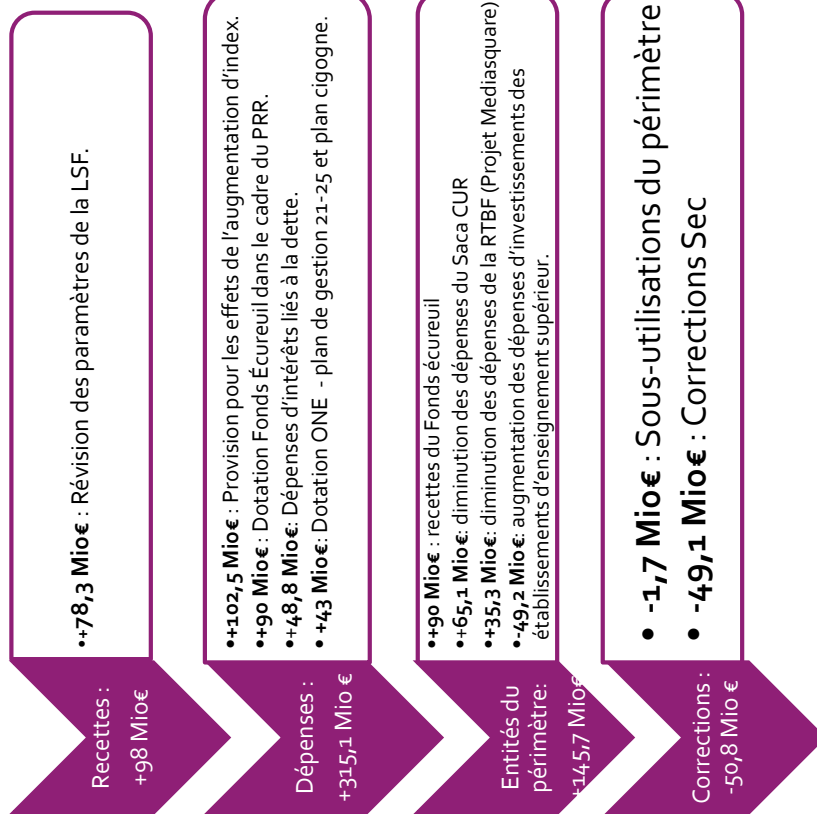 Recettes :
+98 Mio€
•+78,3 Mio€ : Révision des paramètres de la LSF.
Dépenses :
+315,1 Mio €
•+102,5 Mio€ : Provision pour les effets de l'augmentation d'index.
•+90 Mio€ : Dotation Fonds Écureuil dans le cadre du PRR.
•+48,8 Mio€: Dépenses d'intérêts liés à la dette.
• +43 Mio€: Dotation ONE - plan de gestion 21-25 et plan cigogne.
Entités du
périmètre:
+145,7 Mio€
•+90 Mio€ : recettes du Fonds écureuil
•+65,1 Mio€: diminution des dépenses du Saca CUR
•+35,3 Mio€: diminution des dépenses de la RTBF (Projet Mediasquare)
•-49,2 Mio€: augmentation des dépenses d'investissements des
établissements d'enseignement supérieur.
Corrections :
-50,8 Mio €
• -1,7 Mio€ : Sous-utilisations du périmètre
• -49,1 Mio€ : Corrections Sec